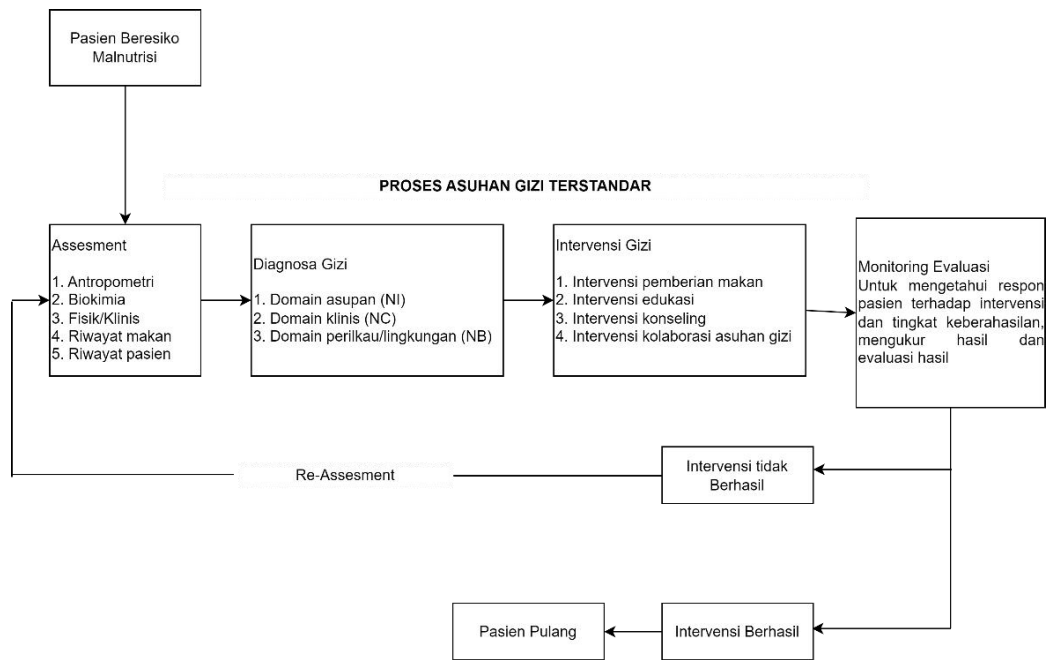 Pasien Beresiko
Malnutrisi
PROSES ASUHAN GIZI TERSTANDAR
Assesment
1. Antropometri
2. Biokimia
3. Fisik/Klinis
4. Riwayat makan
5. Riwayat pasien
Diagnosa Gizi
1. Domain asupan (NI)
2. Domain klinis (NC)
3. Domain perilkau/lingkungan (NB)
Intervensi Gizi
1. Intervensi pemberian makan
2. Intervensi edukasi
3. Intervensi konseling
4. Intervensi kolaborasi asuhan gizi
Monitoring Evaluasi
Untuk mengetahui respon
pasien terhadap intervensi
dan tingkat keberahasilan,
mengukur hasil dan
evaluasi hasil
Re-Assesment
Intervensi tidak
Berhasil
Pasien Pulang
Intervensi Berhasil